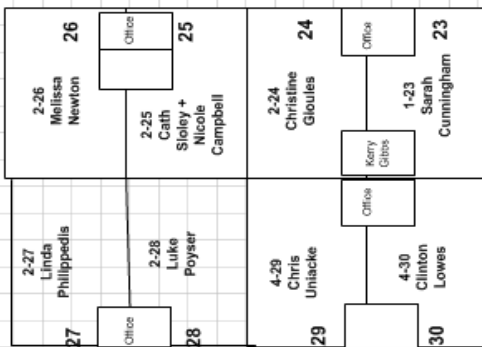 26
Office
25
2-26
Melissa
Newton
2-25
Cath
Sloley +
Nicole
Campbell
24
Office
23
2-24
Christine
Gioules
1-23
Sarah
Cunningham
Kerry
Gibbs
2-27
Linda
Philippedis
2-28
Luke
Poyser
27
Office
28
Office
4-29
Chris
Uniacke
4-30
Clinton
Lowes
29
30